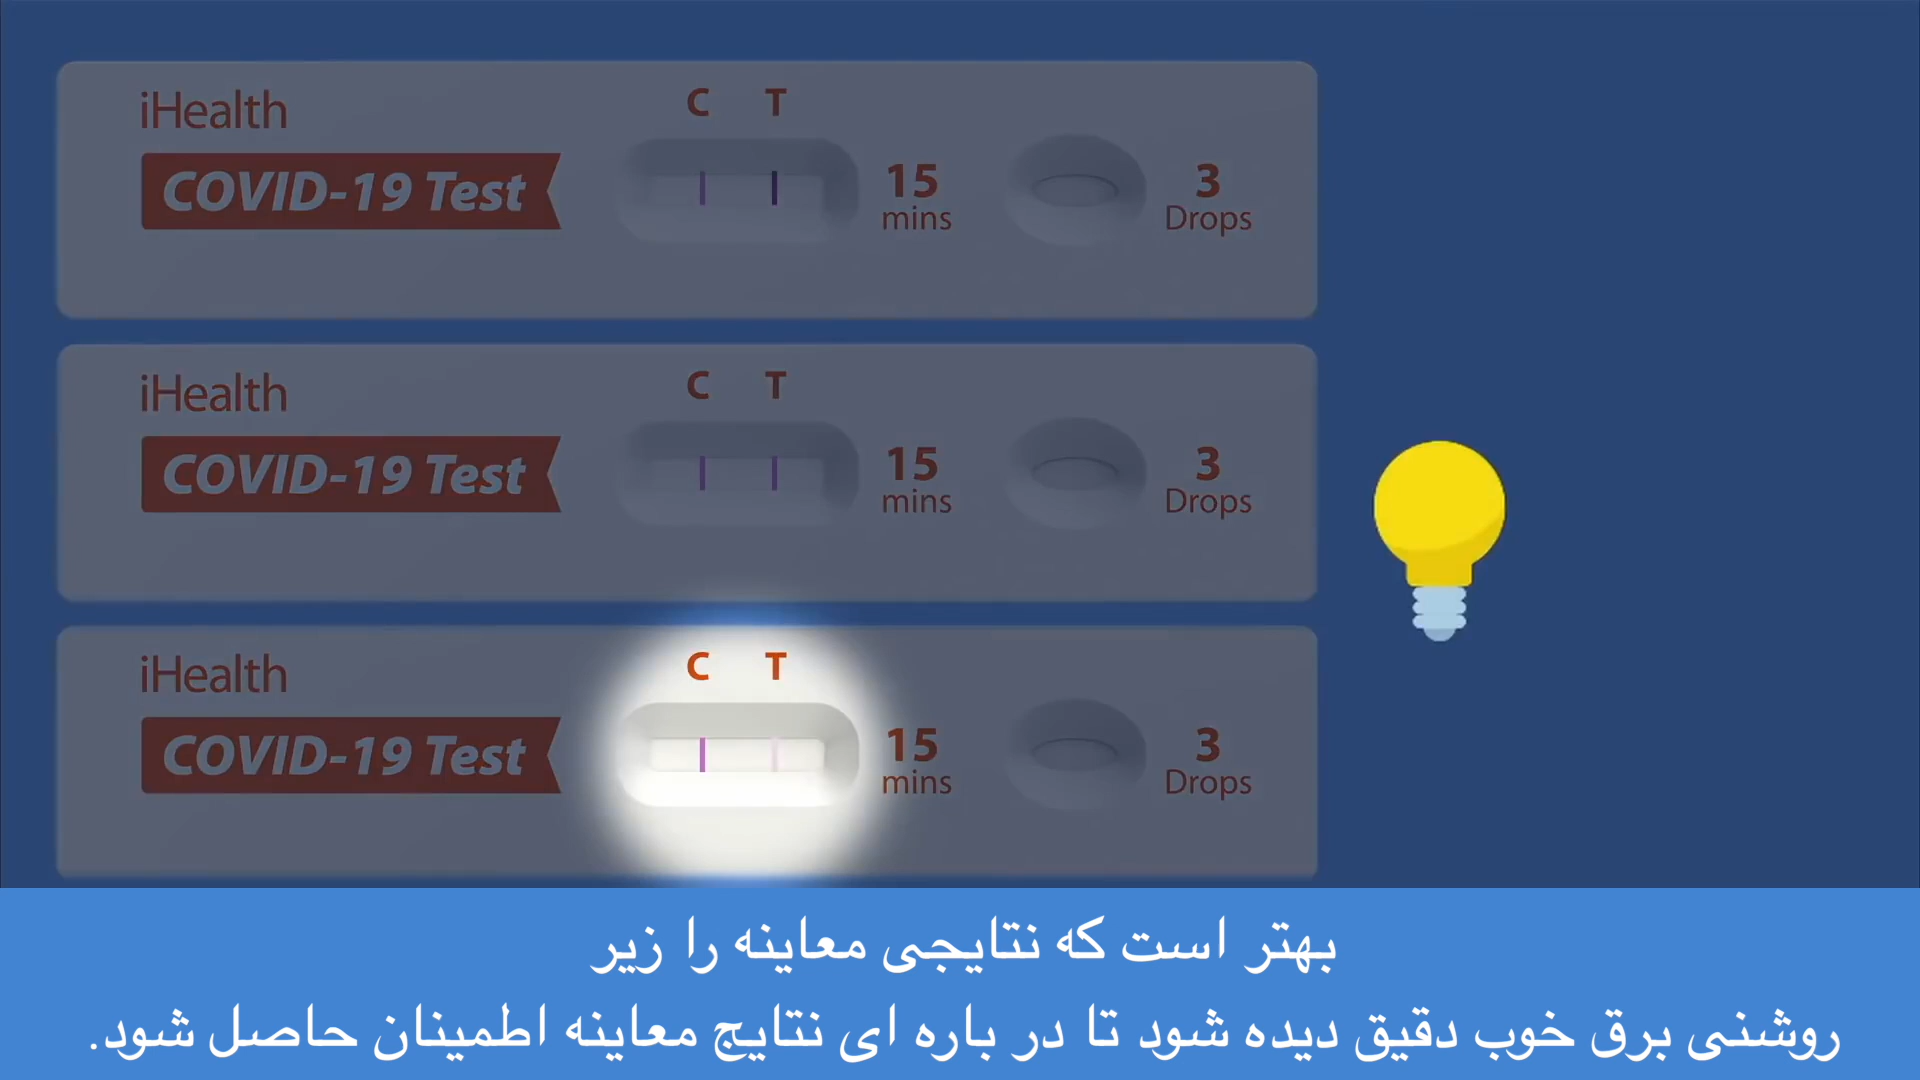 iHealth
COVID-19 Test
C T
15
mins
3
Drops
iHealth
COVID-19 Test
C T
15
mins
3
Drops
iHealth
COVID-19 Test
C T
15
mins
3
Drops
بهتر است که نتایجی معاینه را زیر
روشنی برق خوب دقیق دیده شود تا در باره ای نتایج معاینه اطمینان حاصل شود.